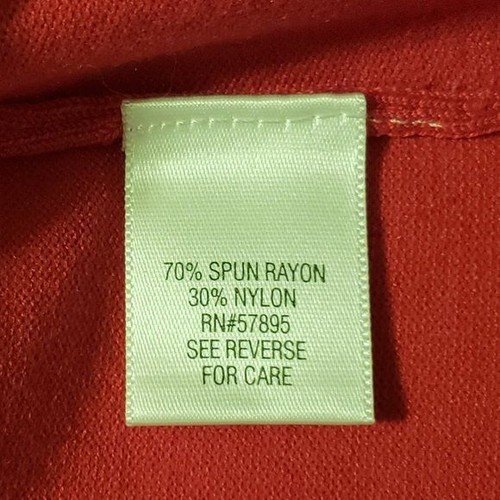 70% SPUN RAYON
30% NYLON
RN#57895
SEE REVERSE
FOR CARE